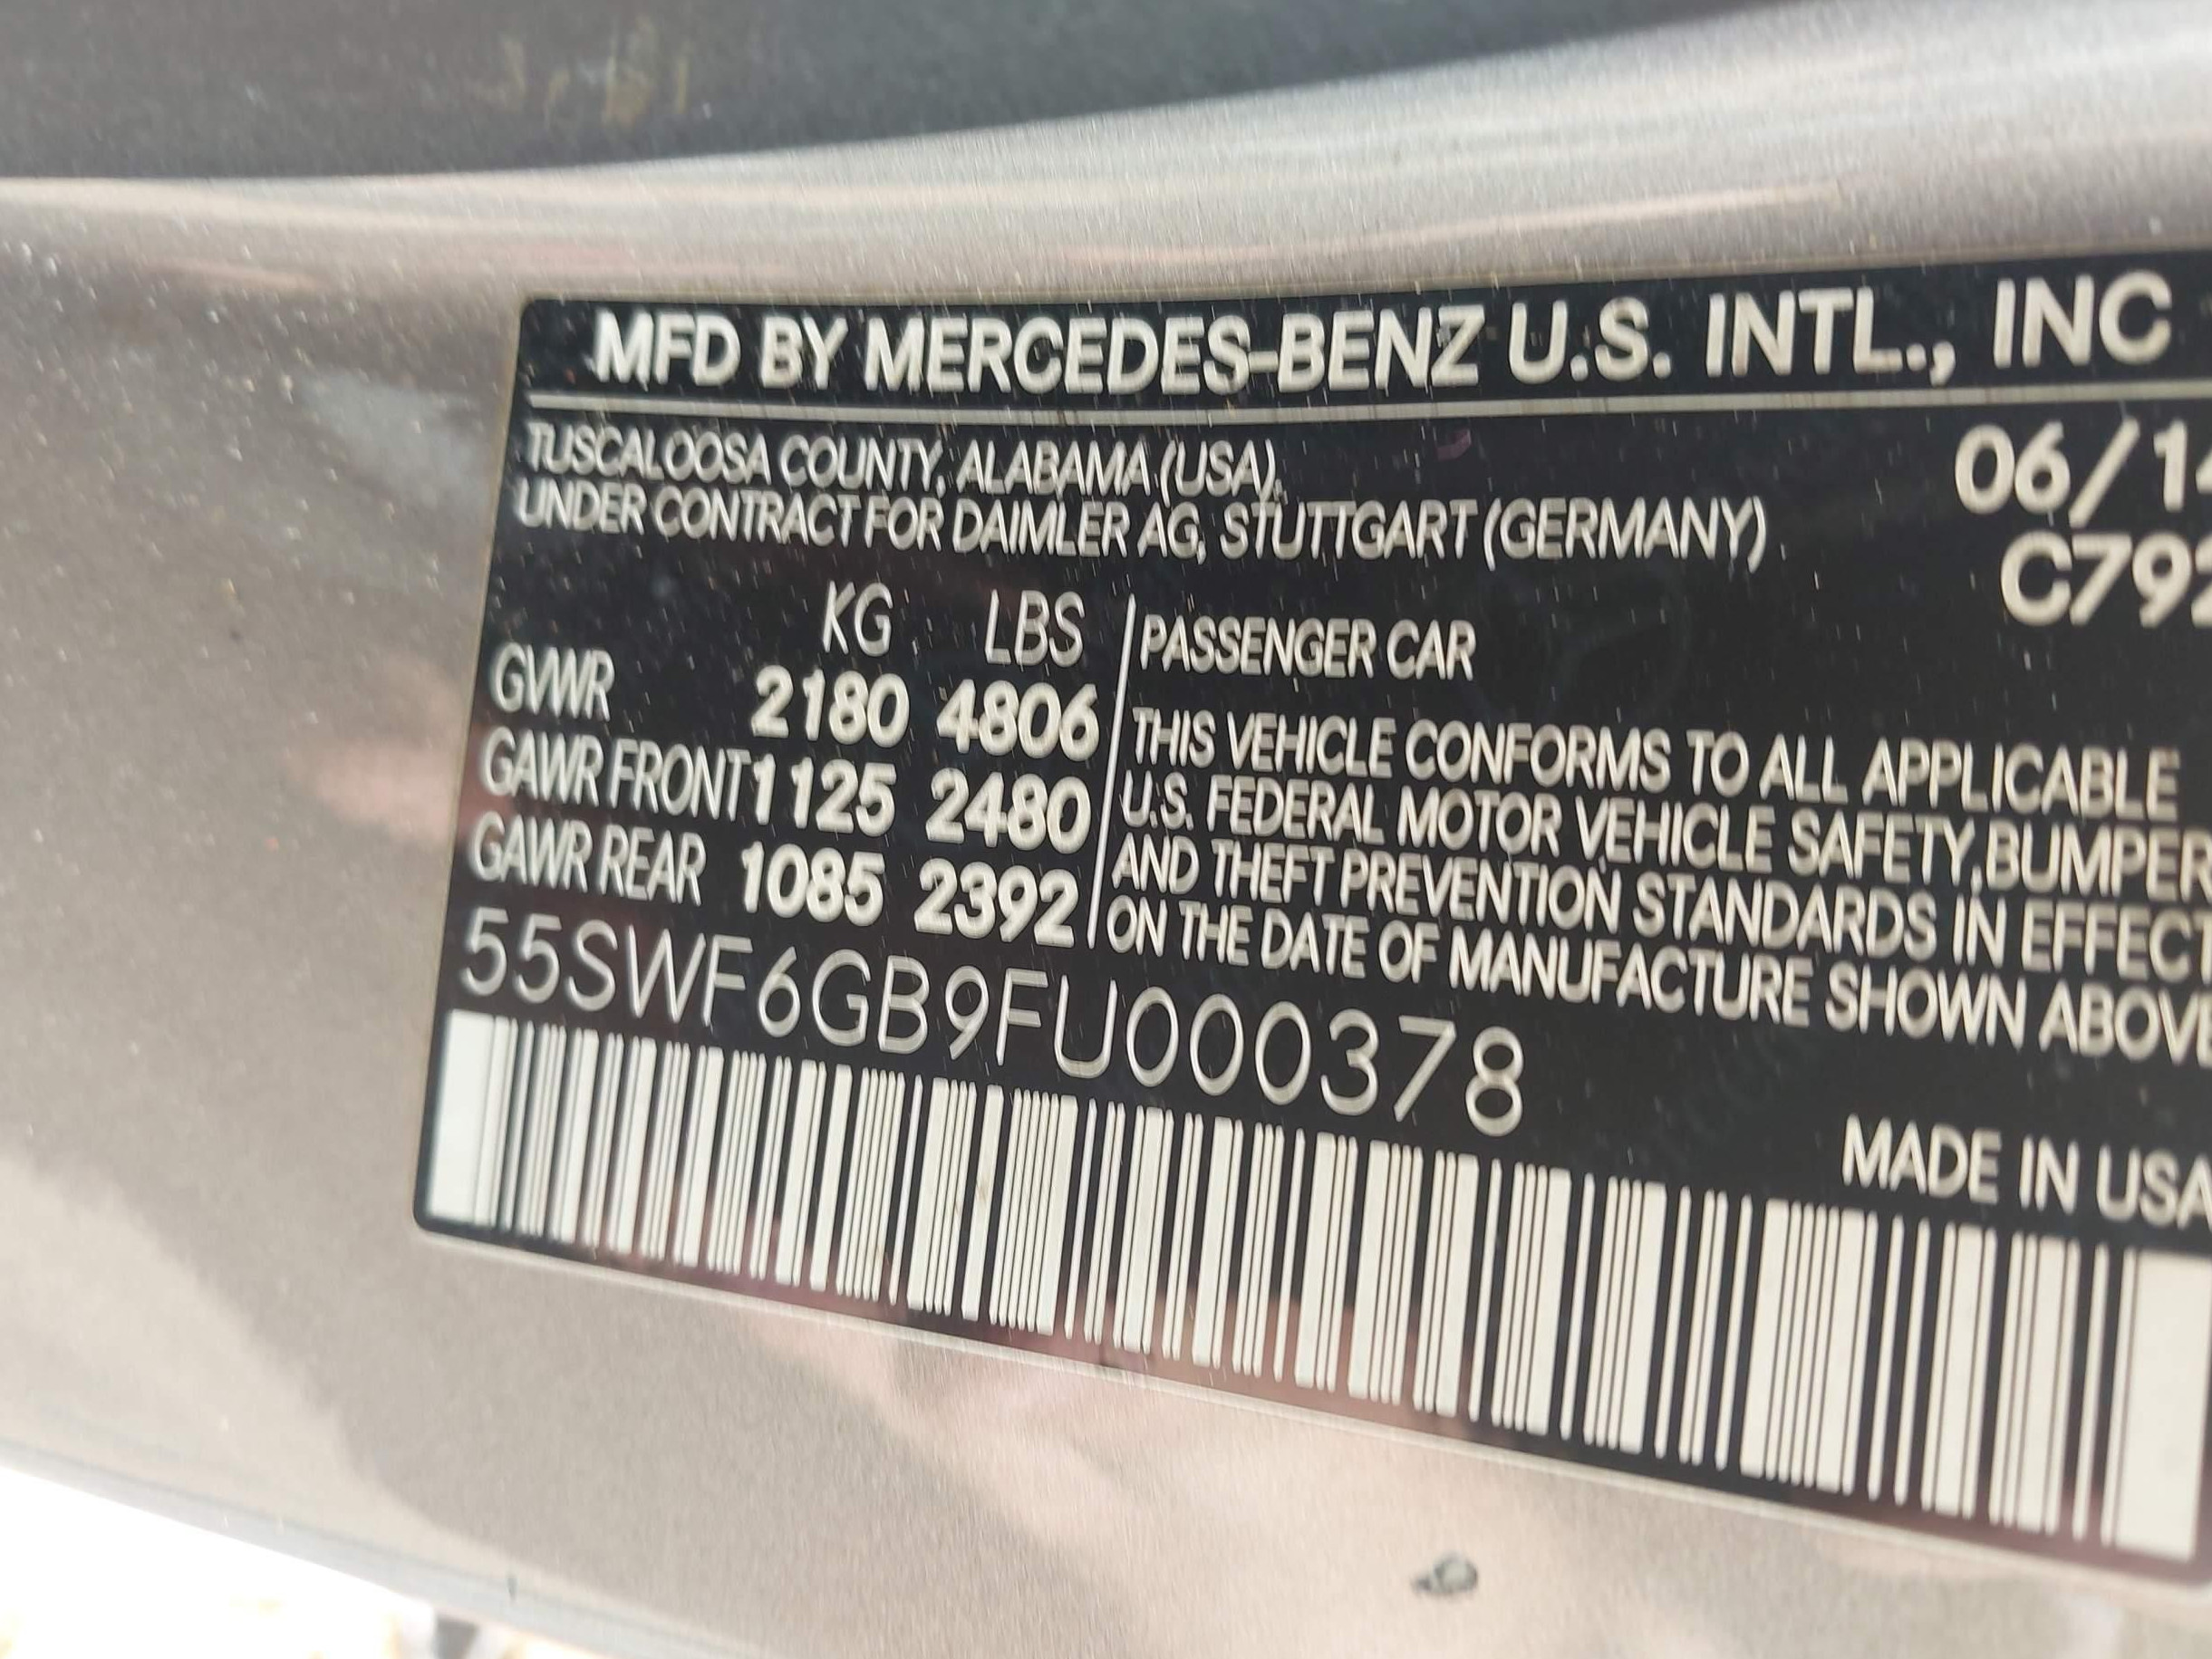 MFD BY MERCEDES-BENZ U.S. INTL., INC
TUSCALOOSA COUNTY, ALABAMA (USA),
UNDER CONTRACT FOR DAIMLER AG, STUTTGART (GERMANY)
06/14
C792
KG LBS
GVWR 2180 4806
GAWR FRONT 1125 2480
GAWR REAR 1085 2392
PASSENGER CAR
THIS VEHICLE CONFORMS TO ALL APPLICABLE
U.S. FEDERAL MOTOR VEHICLE SAFETY, BUMPER,
AND THEFT PREVENTION STANDARDS IN EFFECT
ON THE DATE OF MANUFACTURE SHOWN ABOVE
55SWF6GB9FU000378
MADE IN USA